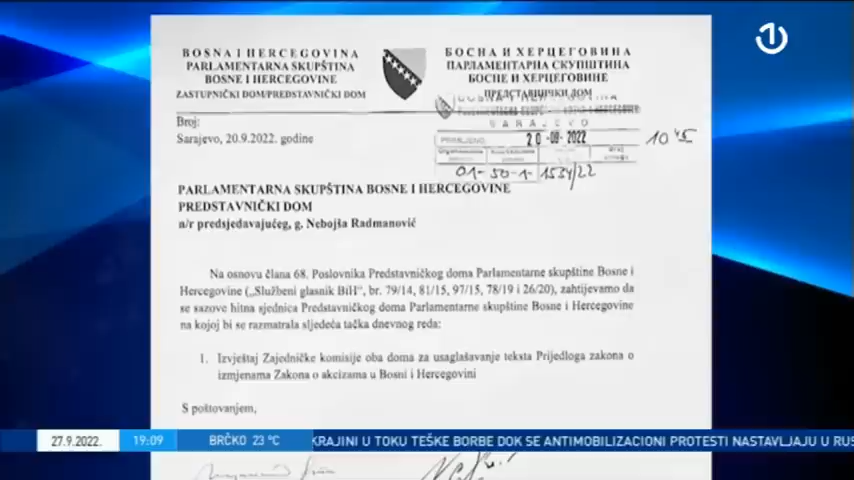 BOSNA I HERCEGOVINA
PARLAMENTARNA SKUPŠTINA
BOSNE I HERCEGOVINE
ZASTUPNIČKI DOM/PREDSTAVNIČKI DOM
БОСНА И ХЕРЦЕГОВИНА
ПАРЛАМЕНТАРНА СКУПШТИНА
БОСНЕ И ХЕРЦЕГОВИНЕ
ПРЕДСТАВНИЧКИ ДОМ
BOSNA I HERCEGOVINA
SARAJEVO
Broj:
Sarajevo, 20.9.2022. godine
PRIMLJENO: 20-09-2022
10 45
01-50-1-1534/22
PARLAMENTARNA SKUPŠTINA BOSNE I HERCEGOVINE
PREDSTAVNIČKI DOM
n/r predsjedavajućeg, g. Nebojša Radmanović
Na osnovu člana 68. Poslovnika Predstavničkog doma Parlamentarne skupštine Bosne i
Hercegovine („Službeni glasnik BiH“, br. 79/14, 81/15, 97/15, 78/19 i 26/20), zahtijevamo da
se sazove hitna sjednica Predstavničkog doma Parlamentarne skupštine Bosne i Hercegovine
na kojoj bi se razmatrala sljedeća tačka dnevnog reda:
1. Izvještaj Zajedničke komisije oba doma za usaglašavanje teksta Prijedloga zakona o
izmjenama Zakona o akcizama u Bosni i Hercegovini
S poštovanjem,
27.9.2022. 19:09 BRČKO 23 °C KRAJINI U TOKU TEŠKE BORBE DOK SE ANTIMOBILIZACIONI PROTESTI NASTAVLJAJU U RUS